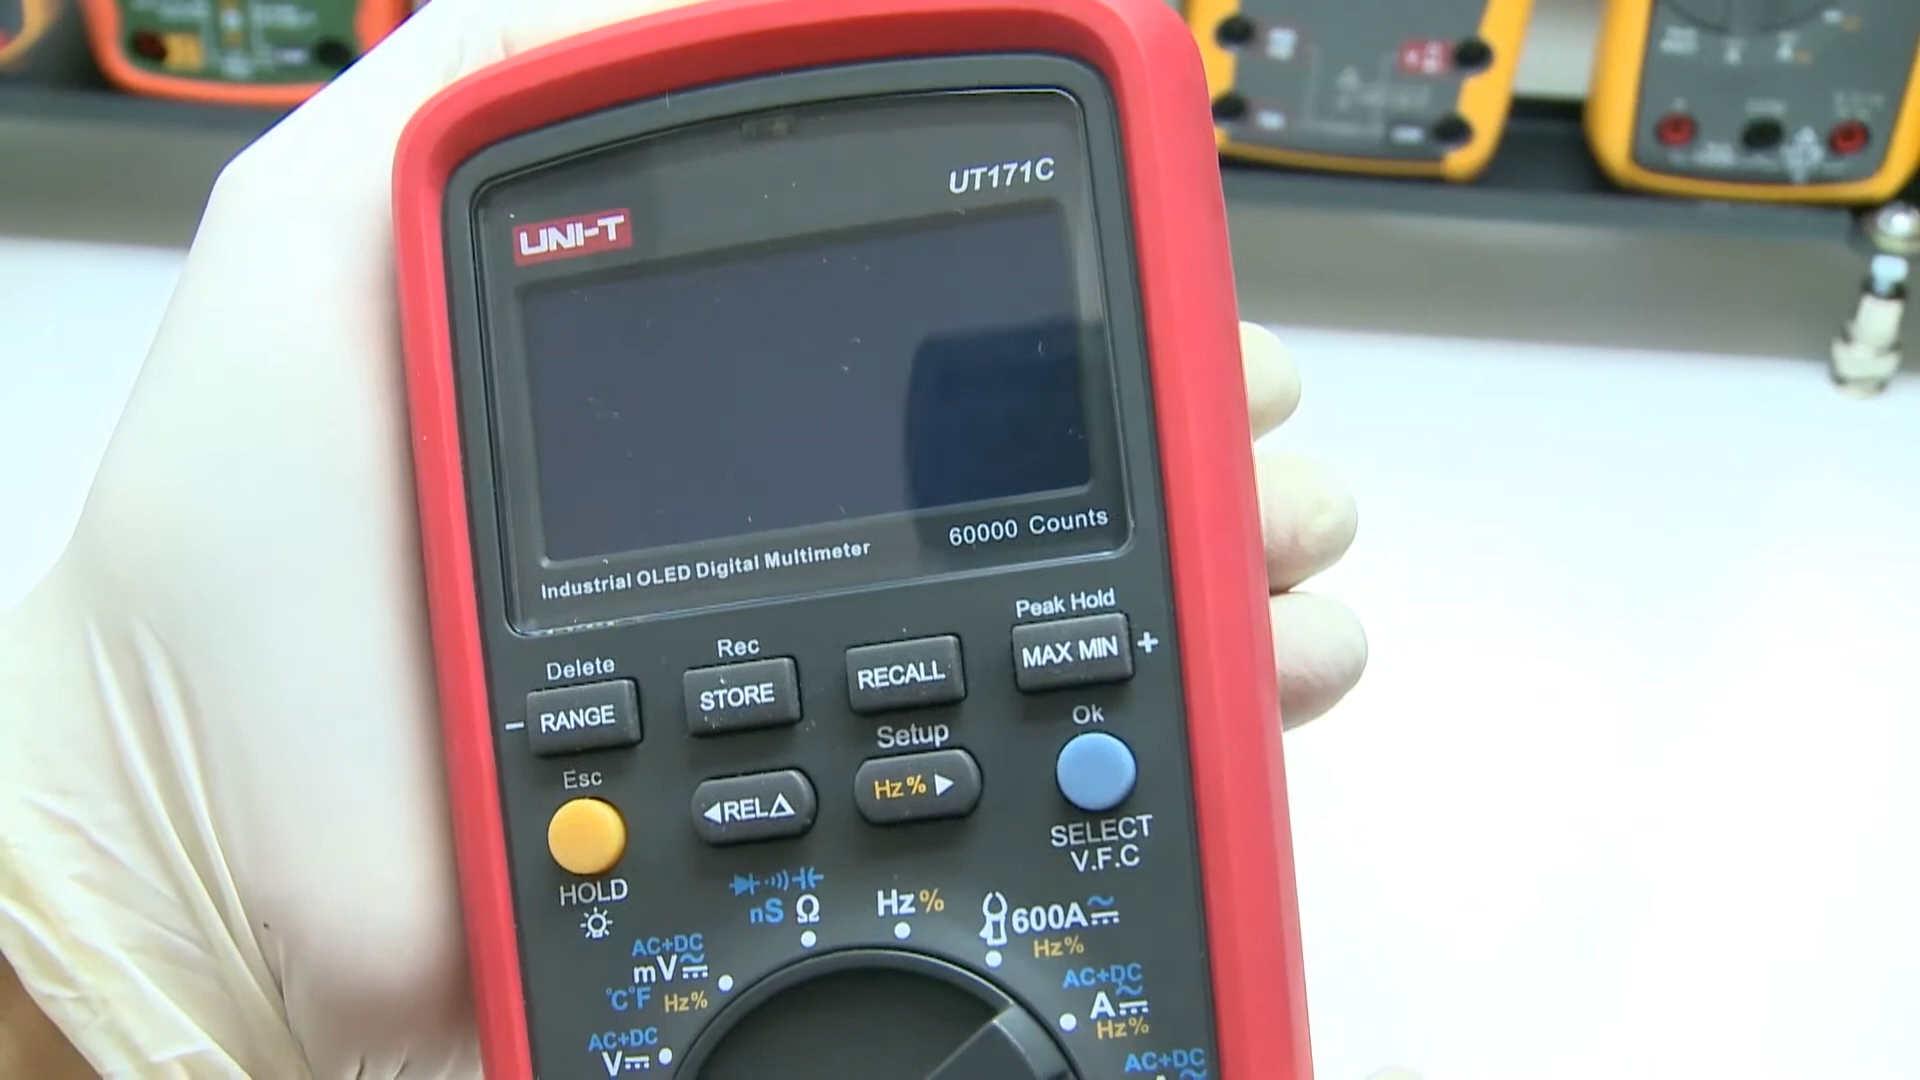 UT171C
UNI-T
60000 Counts
Industrial OLED Digital Multimeter
Peak Hold
MAX MIN +
Rec
Delete
RECALL
STORE
- RANGE
Ok
Setup
Esc
Hz % ▶
◀REL△
SELECT
V.F.C
HOLD
nS Ω
Hz %
600A
Hz%
AC+DC
mV
°C°F Hz%
AC+DC
A
Hz%
AC+DC
V
AC+DC